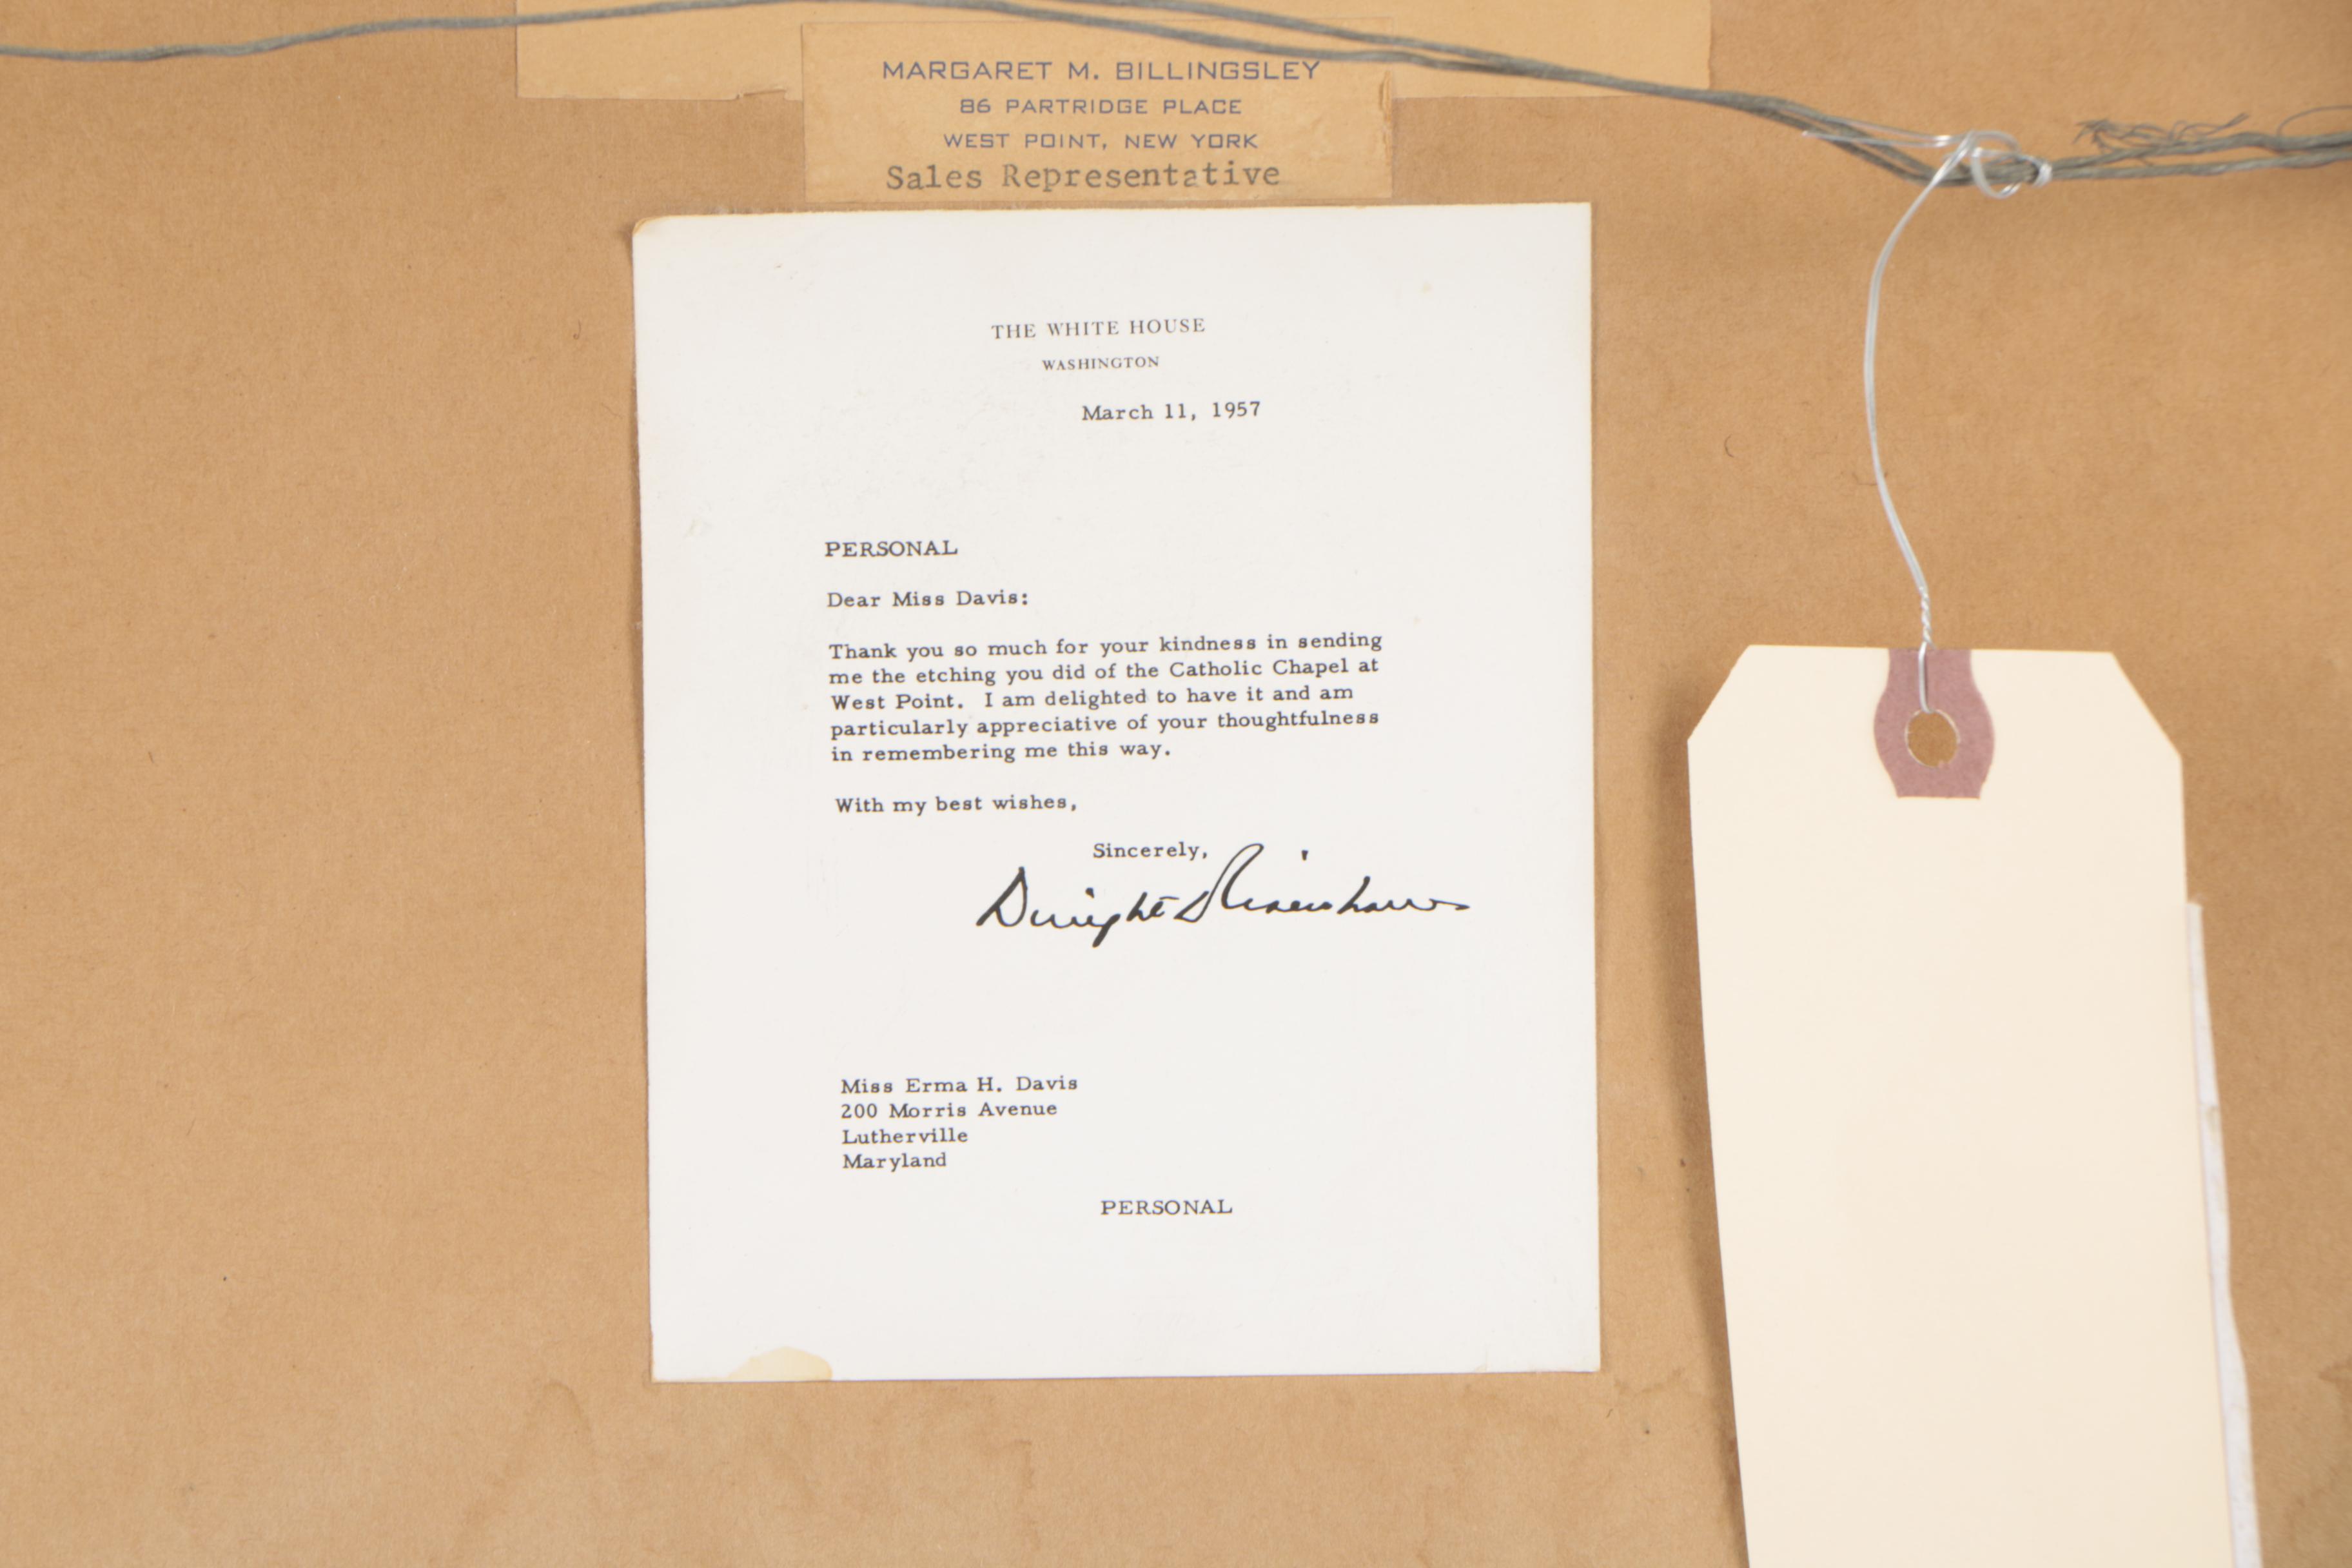 MARGARET M. BILLINGSLEY
86 PARTRIDGE PLACE
WEST POINT, NEW YORK
Sales Representative
THE WHITE HOUSE
WASHINGTON
March 11, 1957
PERSONAL
Dear Miss Davis:
Thank you so much for your kindness in sending
me the etching you did of the Catholic Chapel at
West Point. I am delighted to have it and am
particularly appreciative of your thoughtfulness
in remembering me this way.
With my best wishes,
Sincerely,
Dwight Eisenhower
Miss Erma H. Davis
200 Morris Avenue
Lutherville
Maryland
PERSONAL